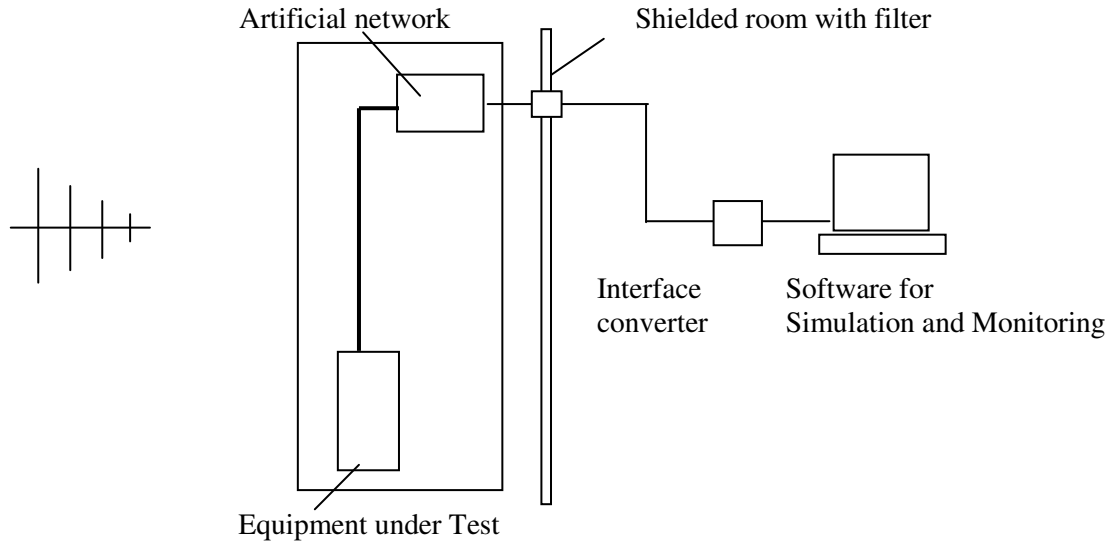 Artificial network
Shielded room with filter
Interface
converter
Software for
Simulation and Monitoring
Equipment under Test